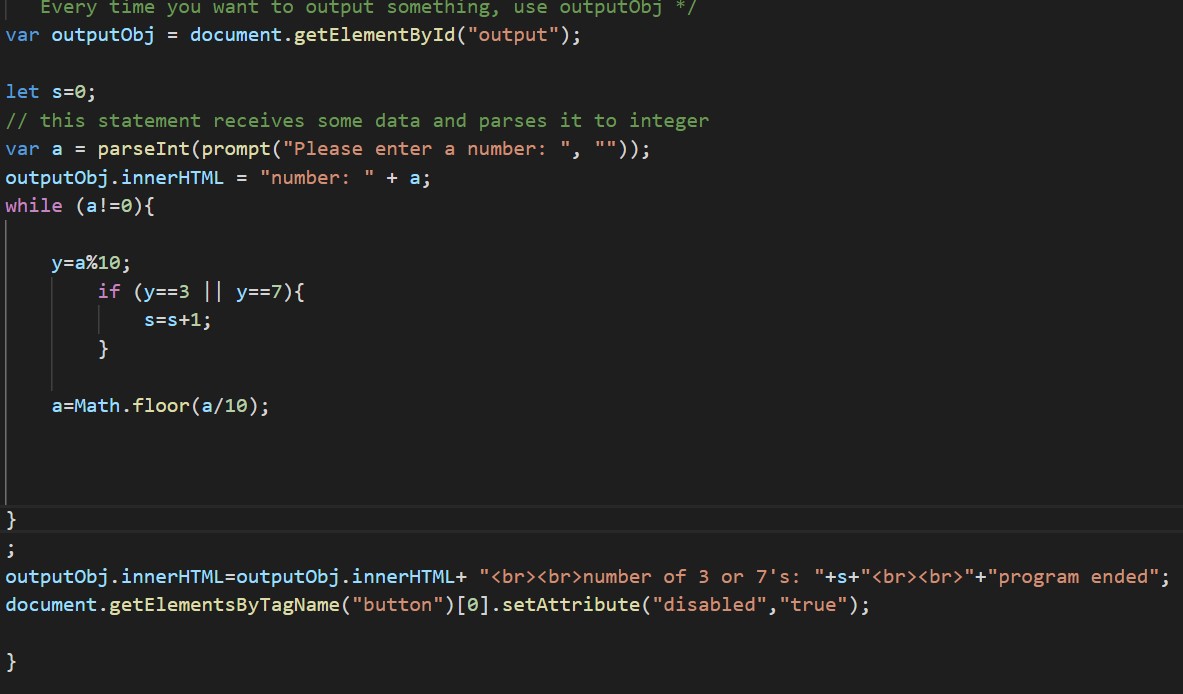 Every time you want to output something, use outputObj */
var outputObj = document.getElementById("output");
let s=0;
// this statement receives some data and parses it to integer
var a = parseInt(prompt("Please enter a number: ", ""));
outputObj.innerHTML = "number: " + a;
while (a!=0){
y=a%10;
if (y==3 || y==7){
s=s+1;
}
a=Math.floor(a/10);
}
;
outputObj.innerHTML=outputObj.innerHTML+ "<br><br>number of 3 or 7's: "+s+"<br><br>"+"program ended";
document.getElementsByTagName("button")[0].setAttribute("disabled","true");
}